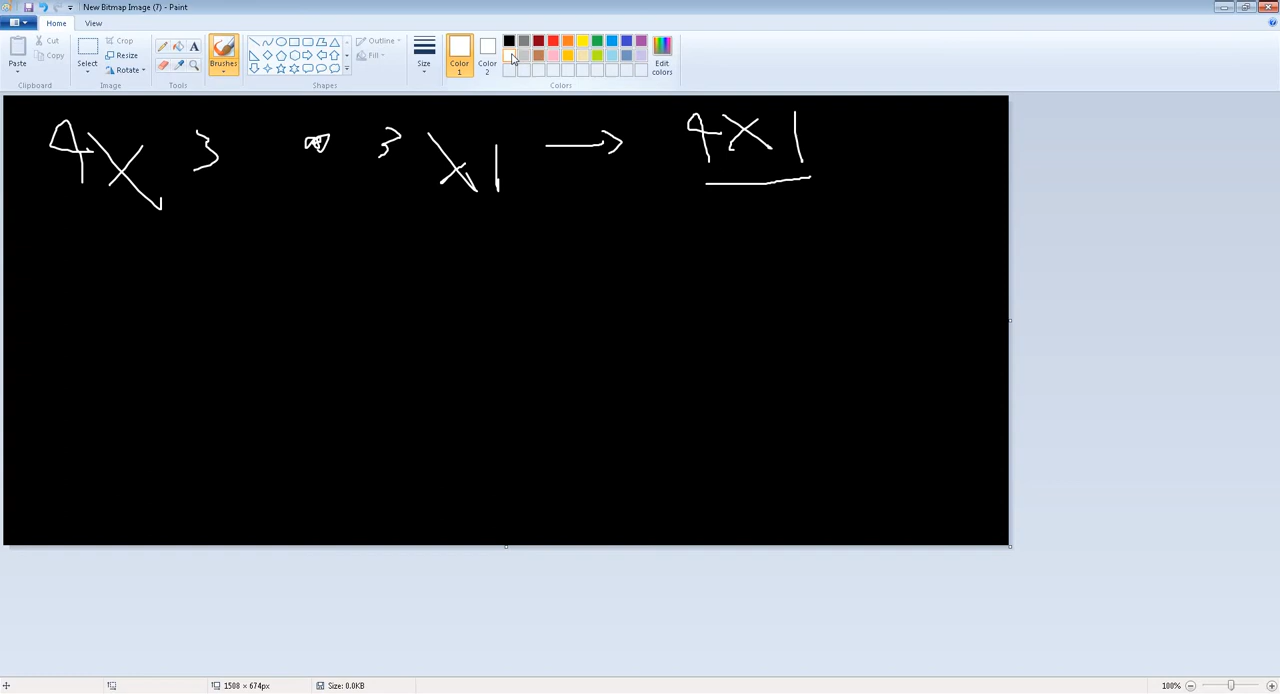 New Bitmap Image (7) - Paint
Home View
Paste
Cut
Copy
Clipboard
Select
Crop
Resize
Rotate
Image
A
Tools
Brushes
Outline
Fill
Shapes
Size
Color 1
Color 2
Edit colors
Colors
4X3 * 3X1 → 4X1
1508 × 674px
Size: 0.0KB
100%